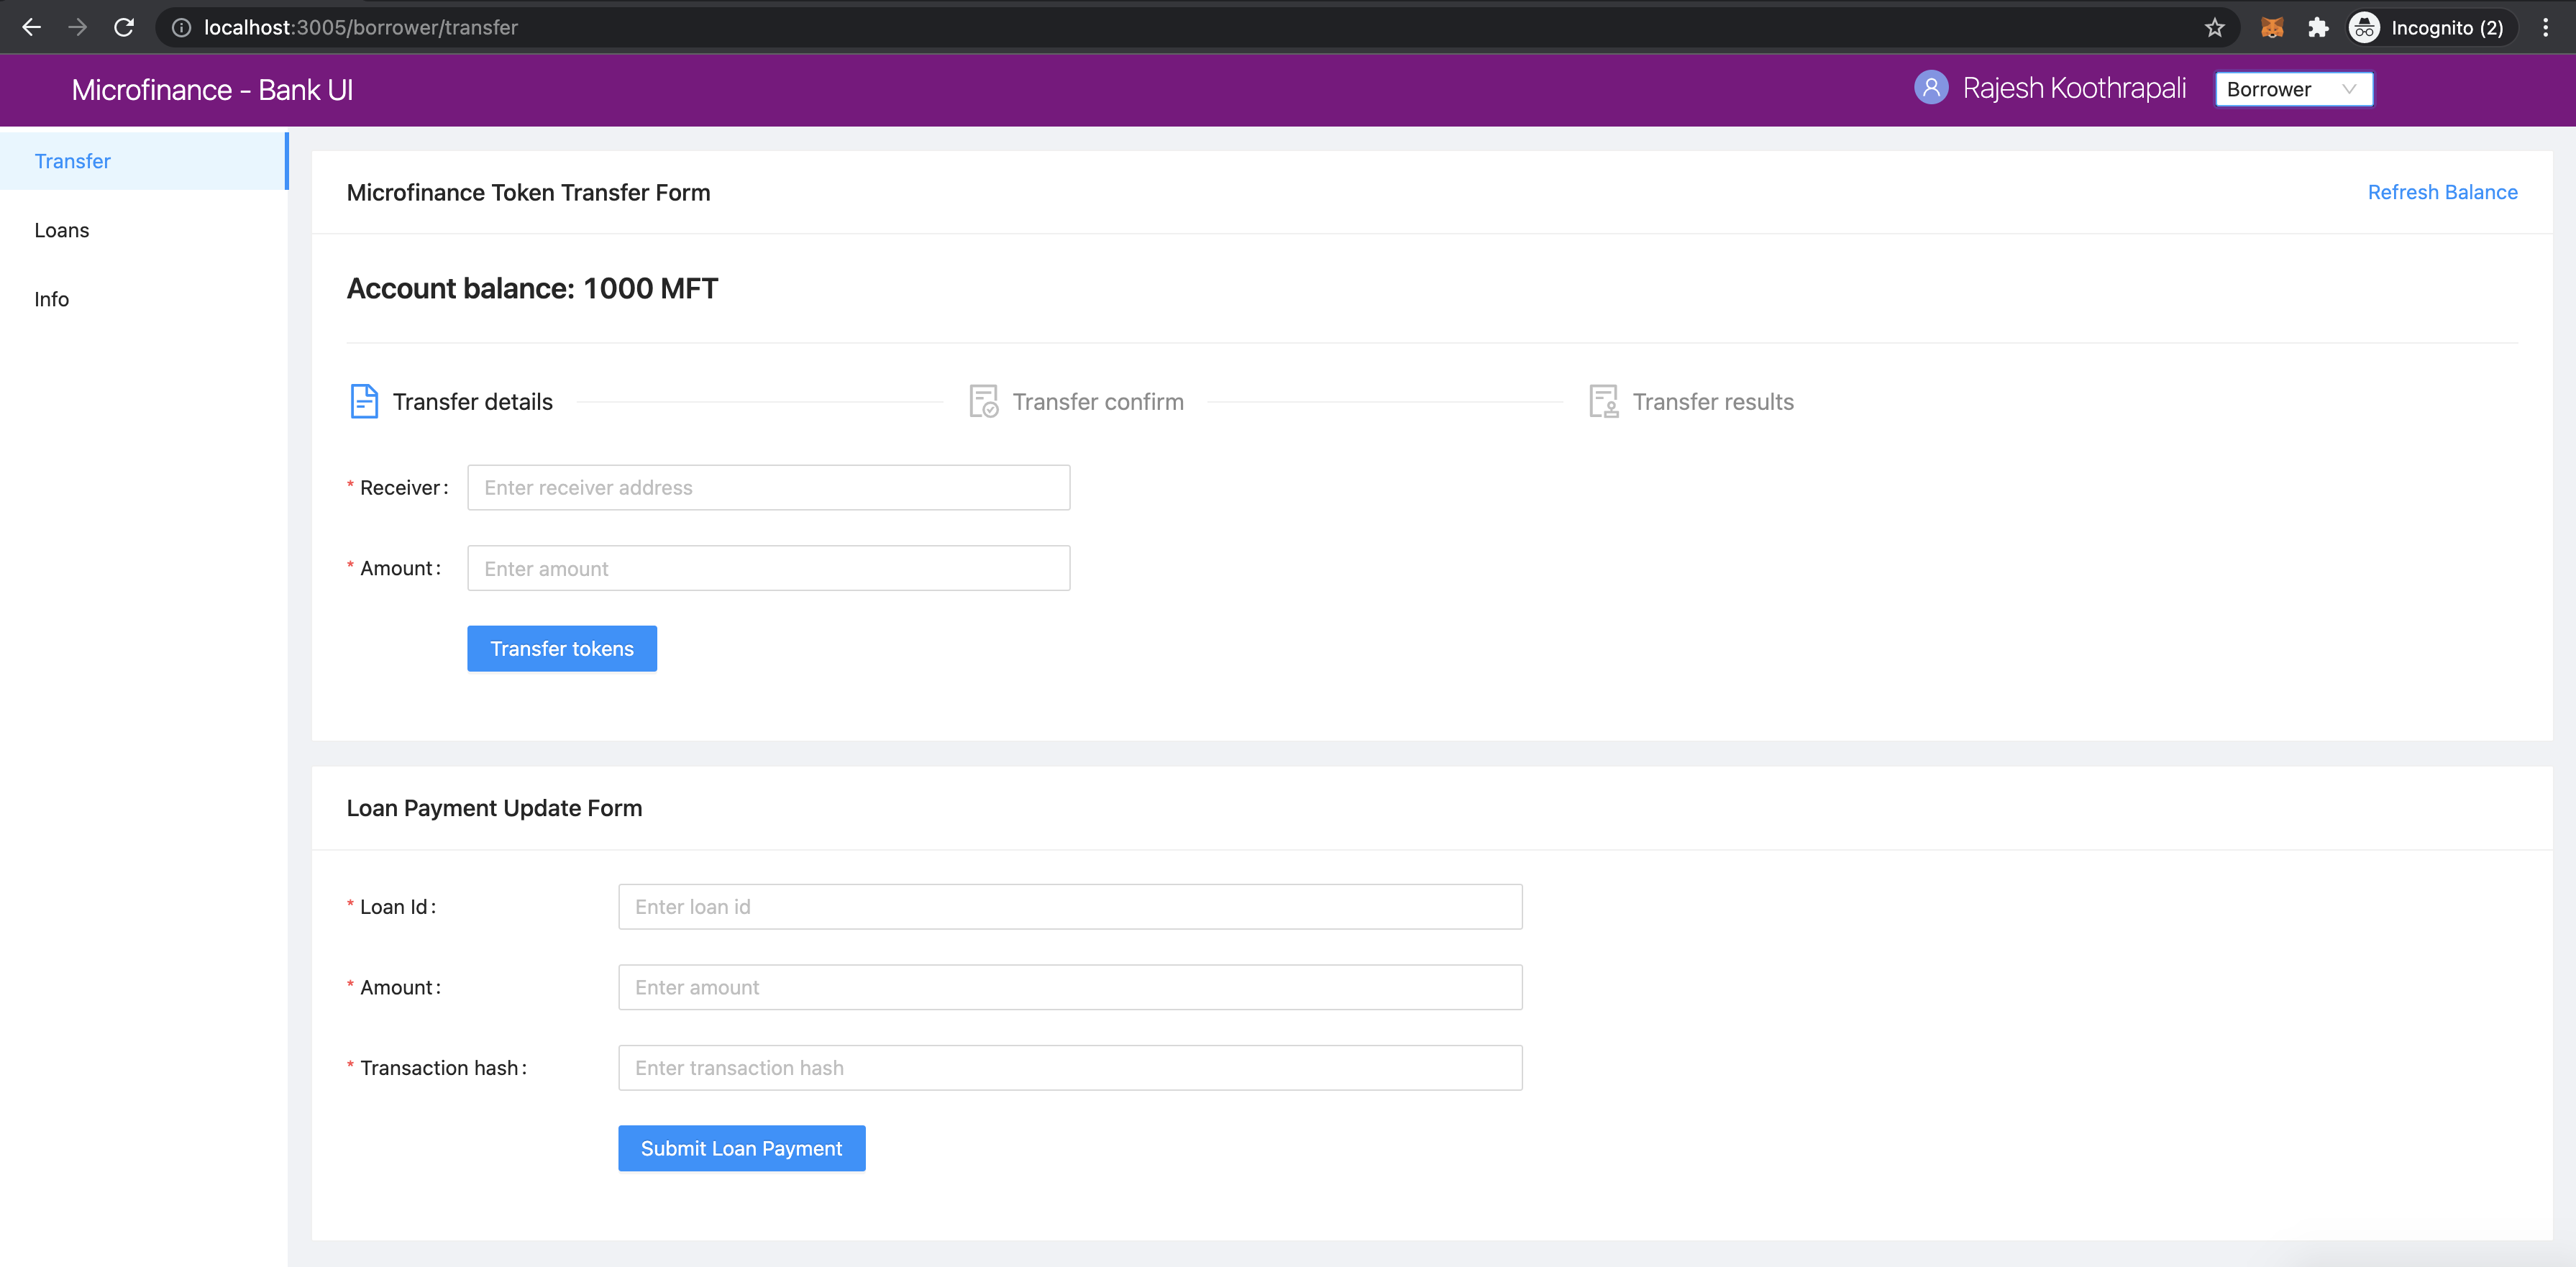 localhost:3005/borrower/transfer
Incognito (2)
Microfinance - Bank UI
Rajesh Koothrapali
Borrower
Transfer
Loans
Info
Microfinance Token Transfer Form
Refresh Balance
Account balance: 1000 MFT
Transfer details
Transfer confirm
Transfer results
* Receiver:
Enter receiver address
* Amount:
Enter amount
Transfer tokens
Loan Payment Update Form
* Loan Id:
Enter loan id
* Amount:
Enter amount
* Transaction hash:
Enter transaction hash
Submit Loan Payment